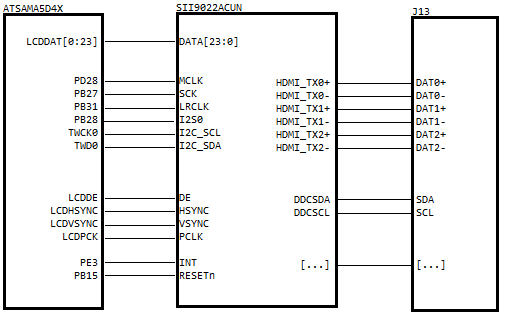 ATSAMA5D4X SII9022ACUN J13
LCDDAT[0:23] DATA[23:0]
PD28 MCLK HDMI_TX0+ DAT0+
PB27 SCK HDMI_TX0- DAT0-
PB31 LRCLK HDMI_TX1+ DAT1+
PB28 I2S0 HDMI_TX1- DAT1-
TWCK0 I2C_SCL HDMI_TX2+ DAT2+
TWD0 I2C_SDA HDMI_TX2- DAT2-
LCDDE DE DDCSDA SDA
LCDHSYNC HSYNC DDCSCL SCL
LCDVSYNC VSYNC
LCDPCK PCLK
PE3 INT [...] [...]
PB15 RESETn